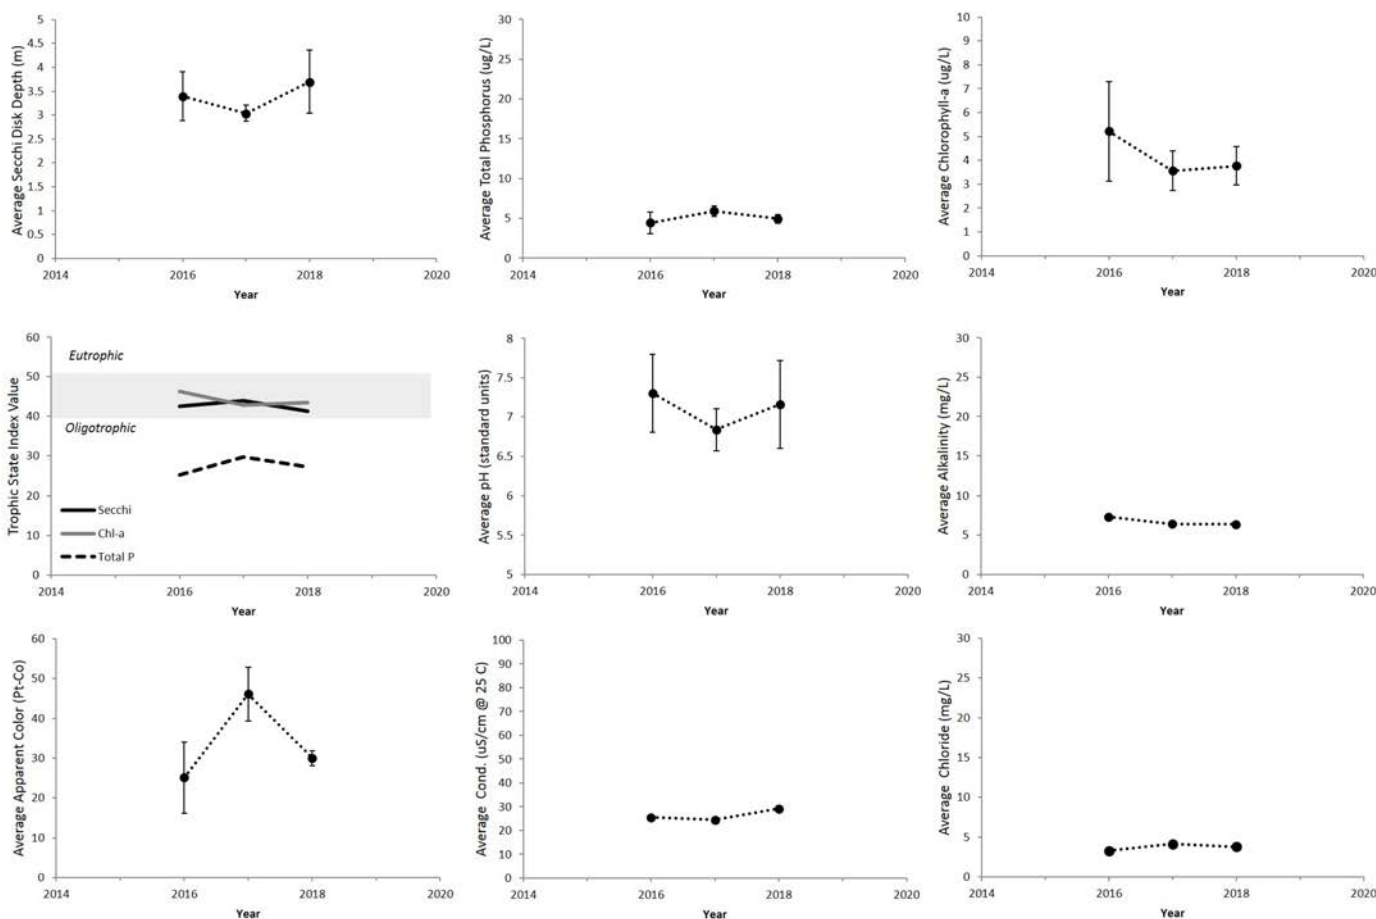 Average Secchi Disk Depth (m)
5
4.5
4
3.5
3
2.5
2
1.5
1
0.5
0
2014 2016 2018 2020
Year
Average Total Phosphorus (ug/L)
30
25
20
15
10
5
0
2014 2016 2018 2020
Year
Average Chlorophyll-a (ug/L)
10
9
8
7
6
5
4
3
2
1
0
2014 2016 2018 2020
Year
Trophic State Index Value
60
50
40
30
20
10
0
Eutrophic
Oligotrophic
Secchi
Chl-a
Total P
2014 2016 2018 2020
Year
Average pH (standard units)
8
7.5
7
6.5
6
5.5
5
2014 2016 2018 2020
Year
Average Alkalinity (mg/L)
30
25
20
15
10
5
0
2014 2016 2018 2020
Year
Average Apparent Color (Pt-Co)
60
50
40
30
20
10
0
2014 2016 2018 2020
Year
Average Cond. (uS/cm @ 25 C)
100
90
80
70
60
50
40
30
20
10
0
2014 2016 2018 2020
Year
Average Chloride (mg/L)
30
25
20
15
10
5
0
2014 2016 2018 2020
Year